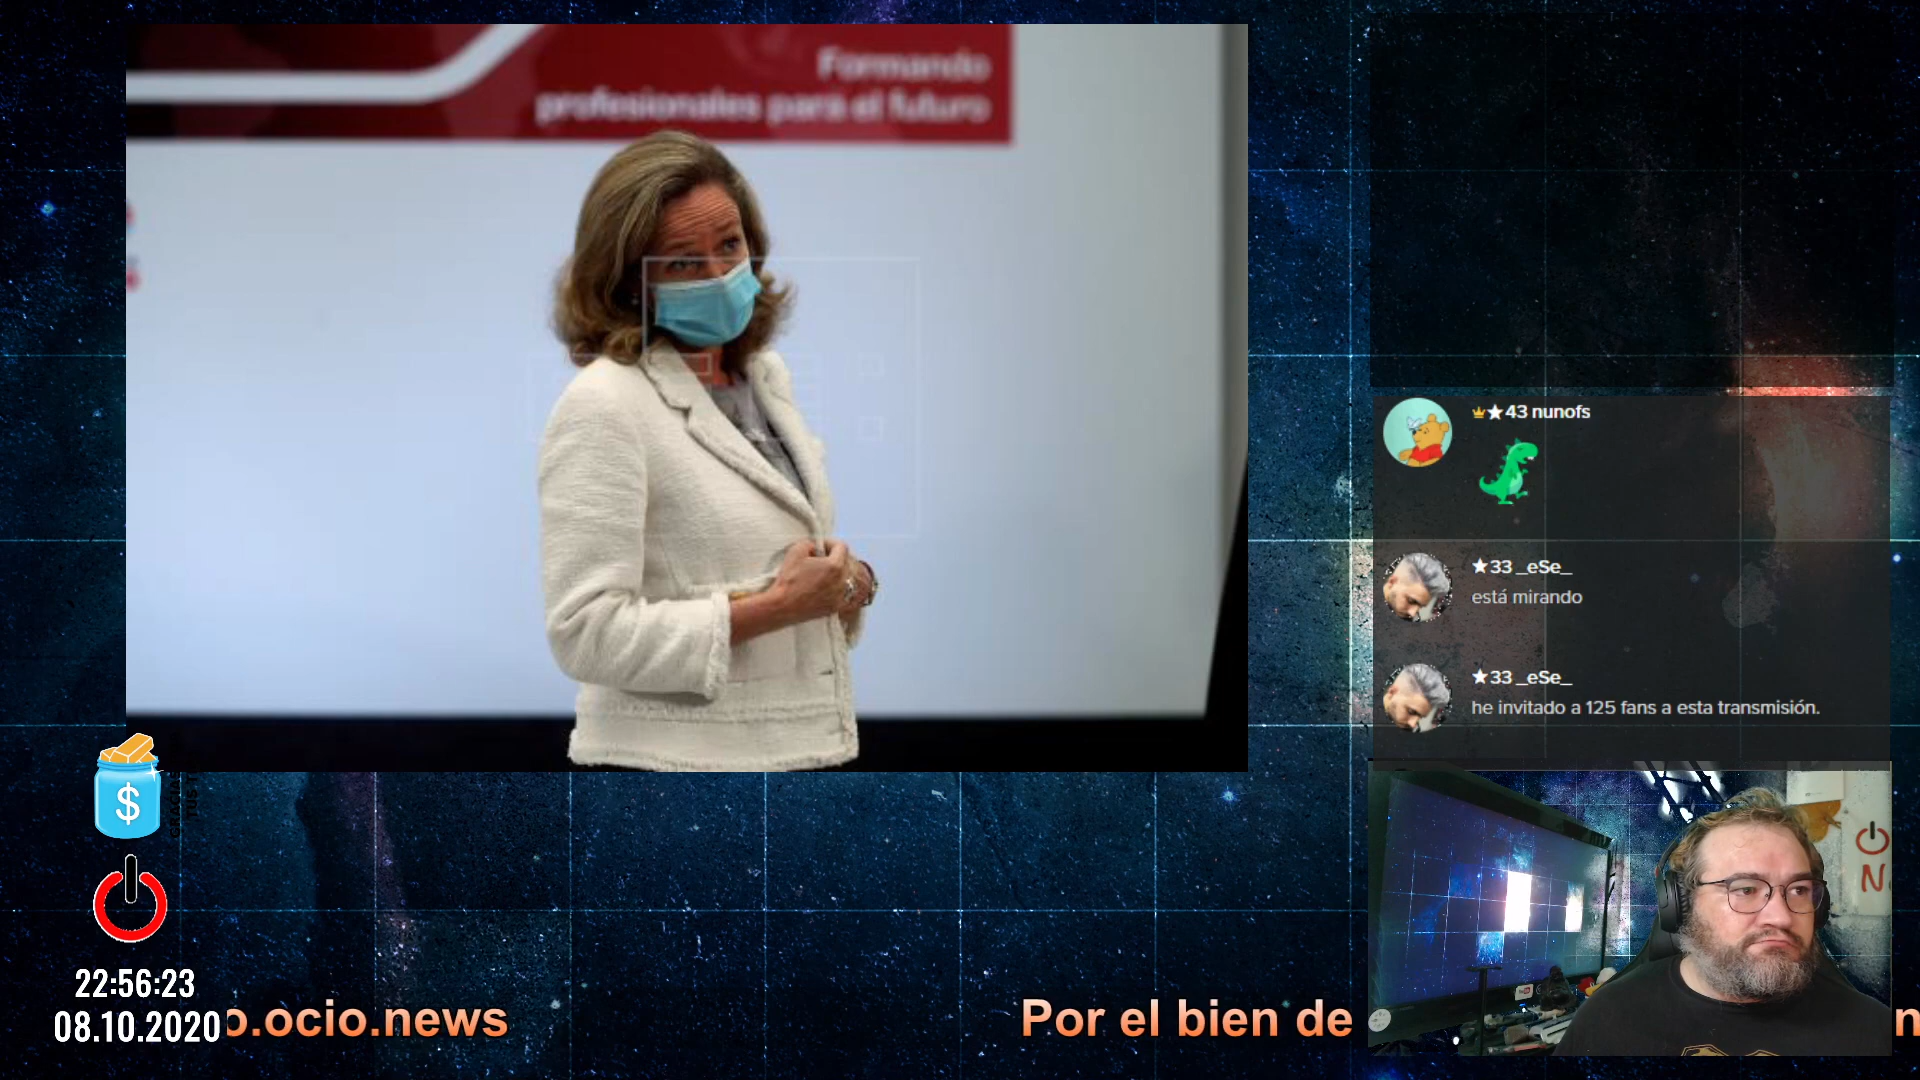 Formando
profesionales para el futuro
43 nunofs
33 _eSe_
está mirando
33 _eSe_
he invitado a 125 fans a esta transmisión.
$
22:56:23
08.10.2020
o.ocio.news
Por el bien de
n
N